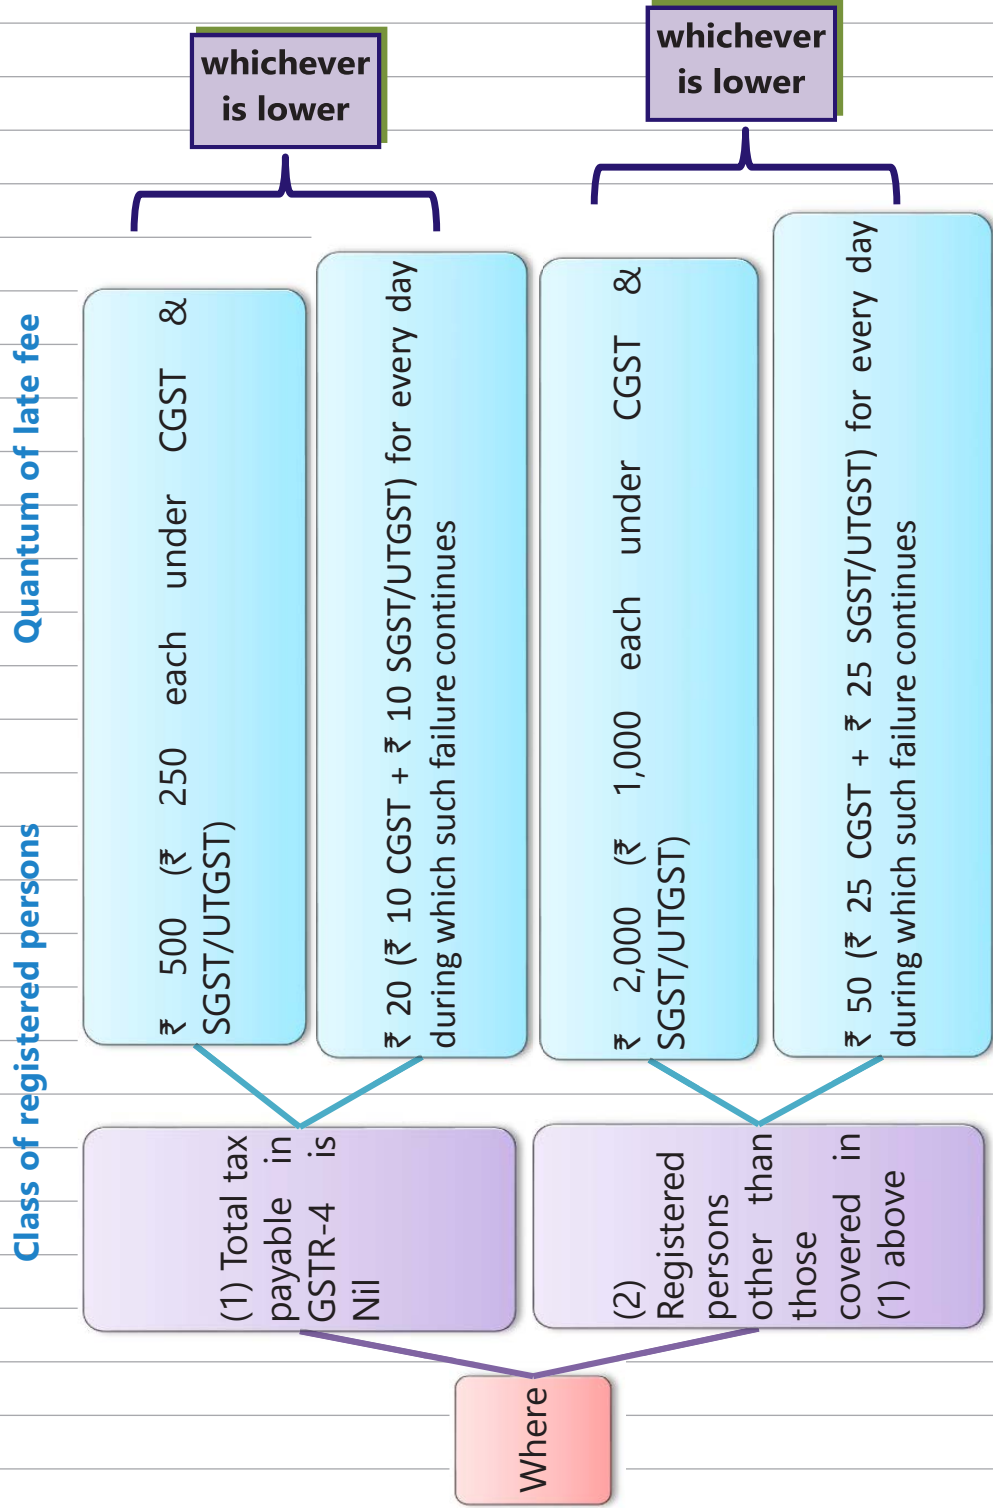 Class of registered persons
Quantum of late fee
Where
(1) Total tax
payable in
GSTR-4 is
Nil
₹ 500 (₹ 250 each under CGST &
SGST/UTGST)
₹ 20 (₹ 10 CGST + ₹ 10 SGST/UTGST) for every day
during which such failure continues
whichever
is lower
(2)
Registered
persons
other than
those
covered in
(1) above
₹ 2,000 (₹ 1,000 each under CGST &
SGST/UTGST)
₹ 50 (₹ 25 CGST + ₹ 25 SGST/UTGST) for every day
during which such failure continues
whichever
is lower